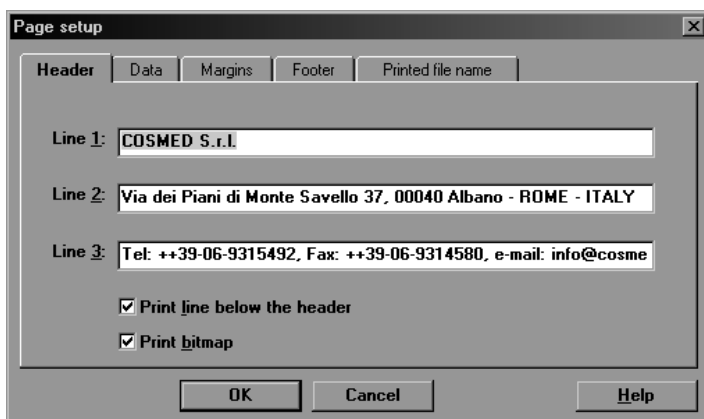 Page setup
Header Data Margins Footer Printed file name
Line 1: COSMED S.r.l.
Line 2: Via dei Piani di Monte Savello 37, 00040 Albano - ROME - ITALY
Line 3: Tel: ++39-06-9315492, Fax: ++39-06-9314580, e-mail: info@cosme
Print line below the header
Print bitmap
OK Cancel Help